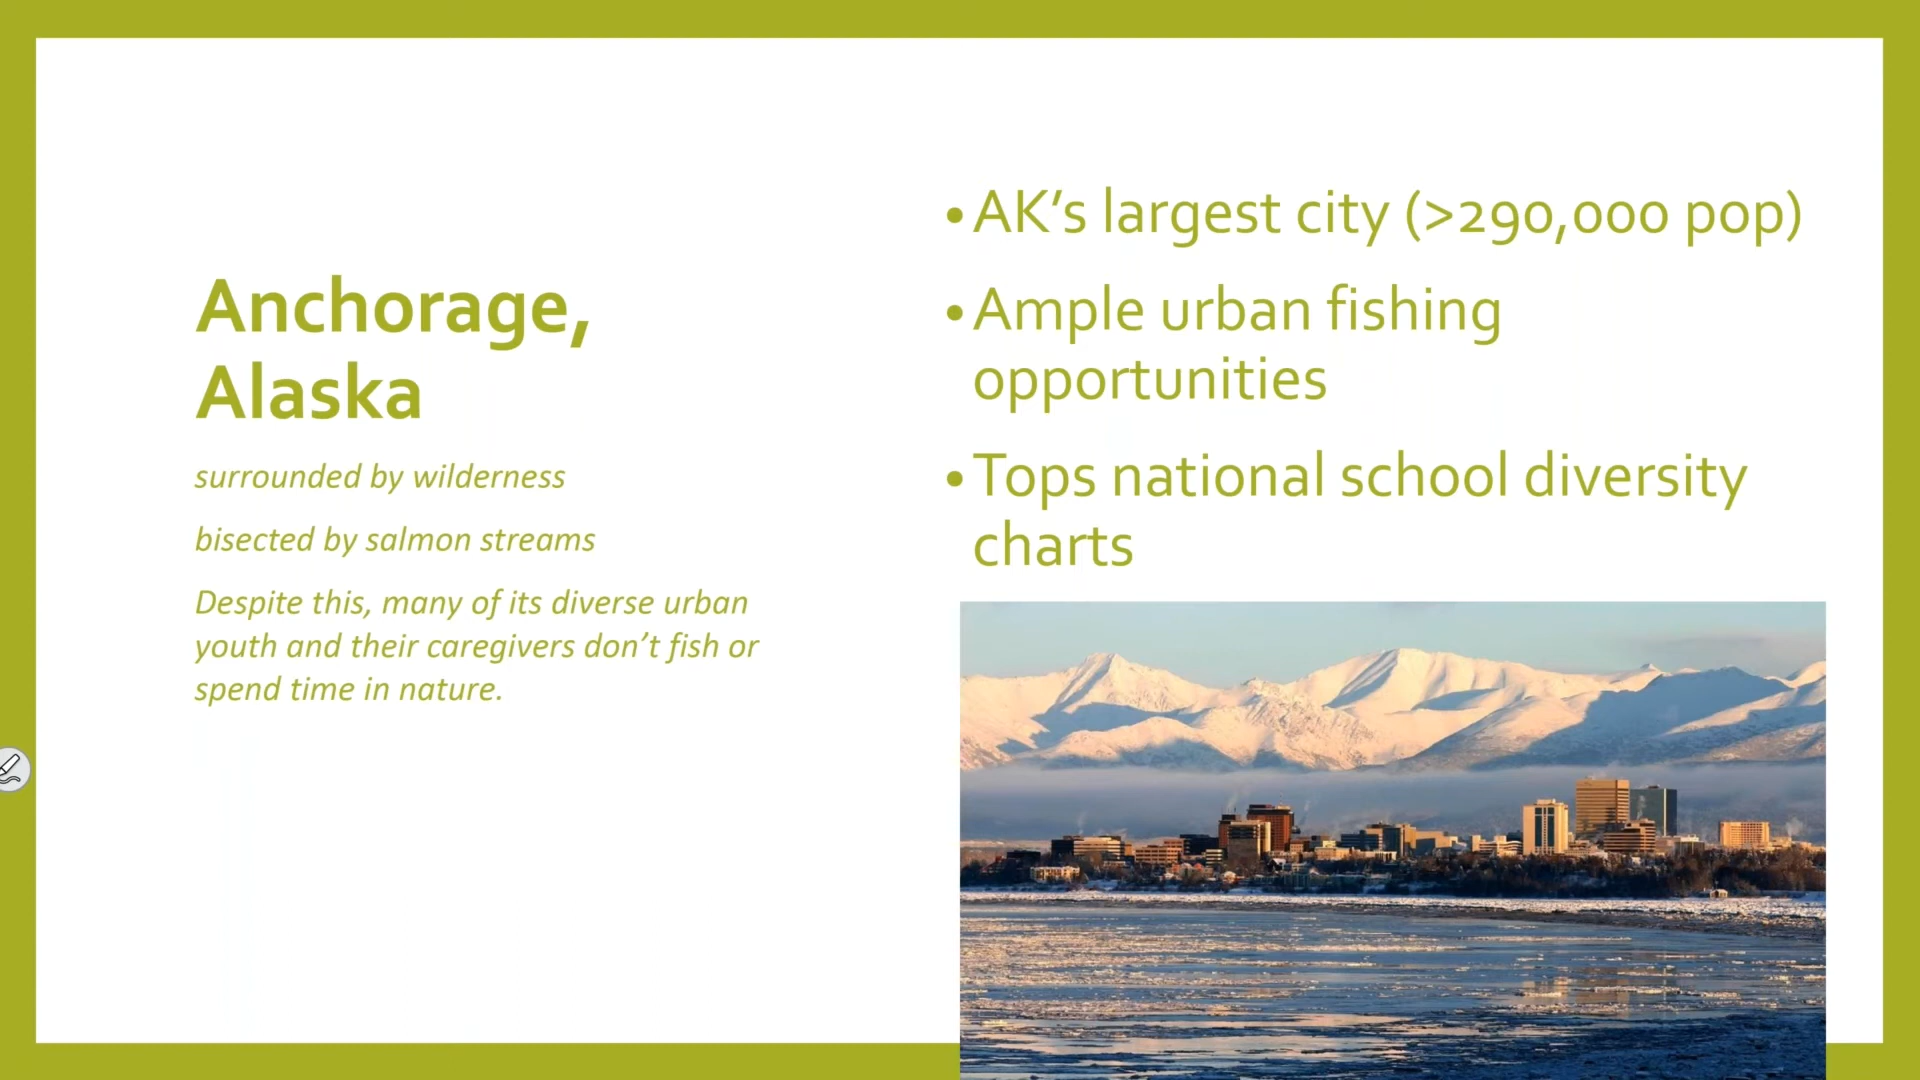 Anchorage,
Alaska
surrounded by wilderness
bisected by salmon streams
Despite this, many of its diverse urban
youth and their caregivers don’t fish or
spend time in nature.
•AK’s largest city (>290,000 pop)
•Ample urban fishing
opportunities
•Tops national school diversity
charts